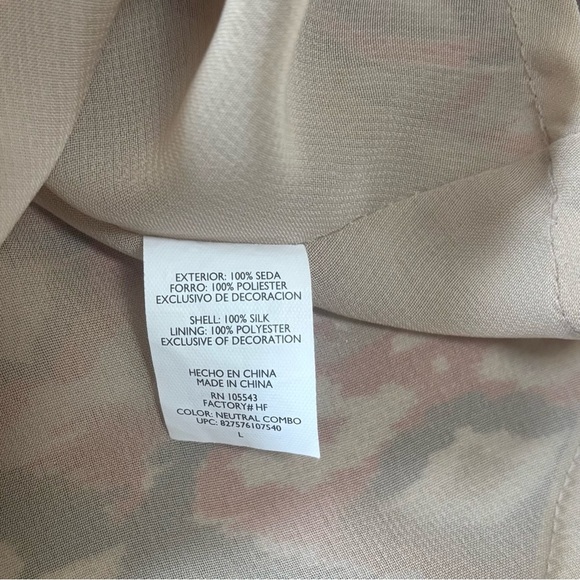 EXTERIOR: 100% SEDA
FORRO: 100% POLIESTER
EXCLUSIVO DE DECORACION
SHELL: 100% SILK
LINING: 100% POLYESTER
EXCLUSIVE OF DECORATION
HECHO EN CHINA
MADE IN CHINA
RN 105543
FACTORY# HF
COLOR: NEUTRAL COMBO
UPC: 827576107540
L